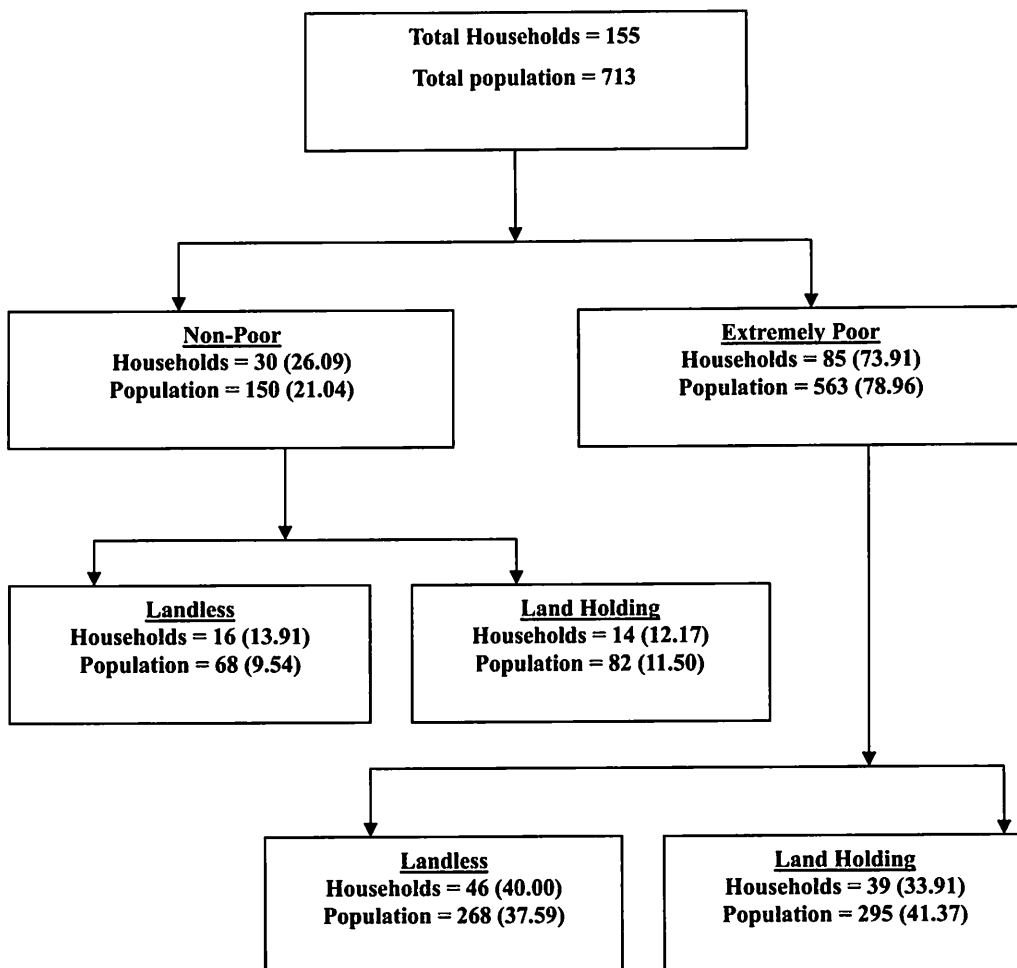 Total Households = 155
Total population = 713
Non-Poor
Households = 30 (26.09)
Population = 150 (21.04)
Extremely Poor
Households = 85 (73.91)
Population = 563 (78.96)
Landless
Households = 16 (13.91)
Population = 68 (9.54)
Land Holding
Households = 14 (12.17)
Population = 82 (11.50)
Landless
Households = 46 (40.00)
Population = 268 (37.59)
Land Holding
Households = 39 (33.91)
Population = 295 (41.37)